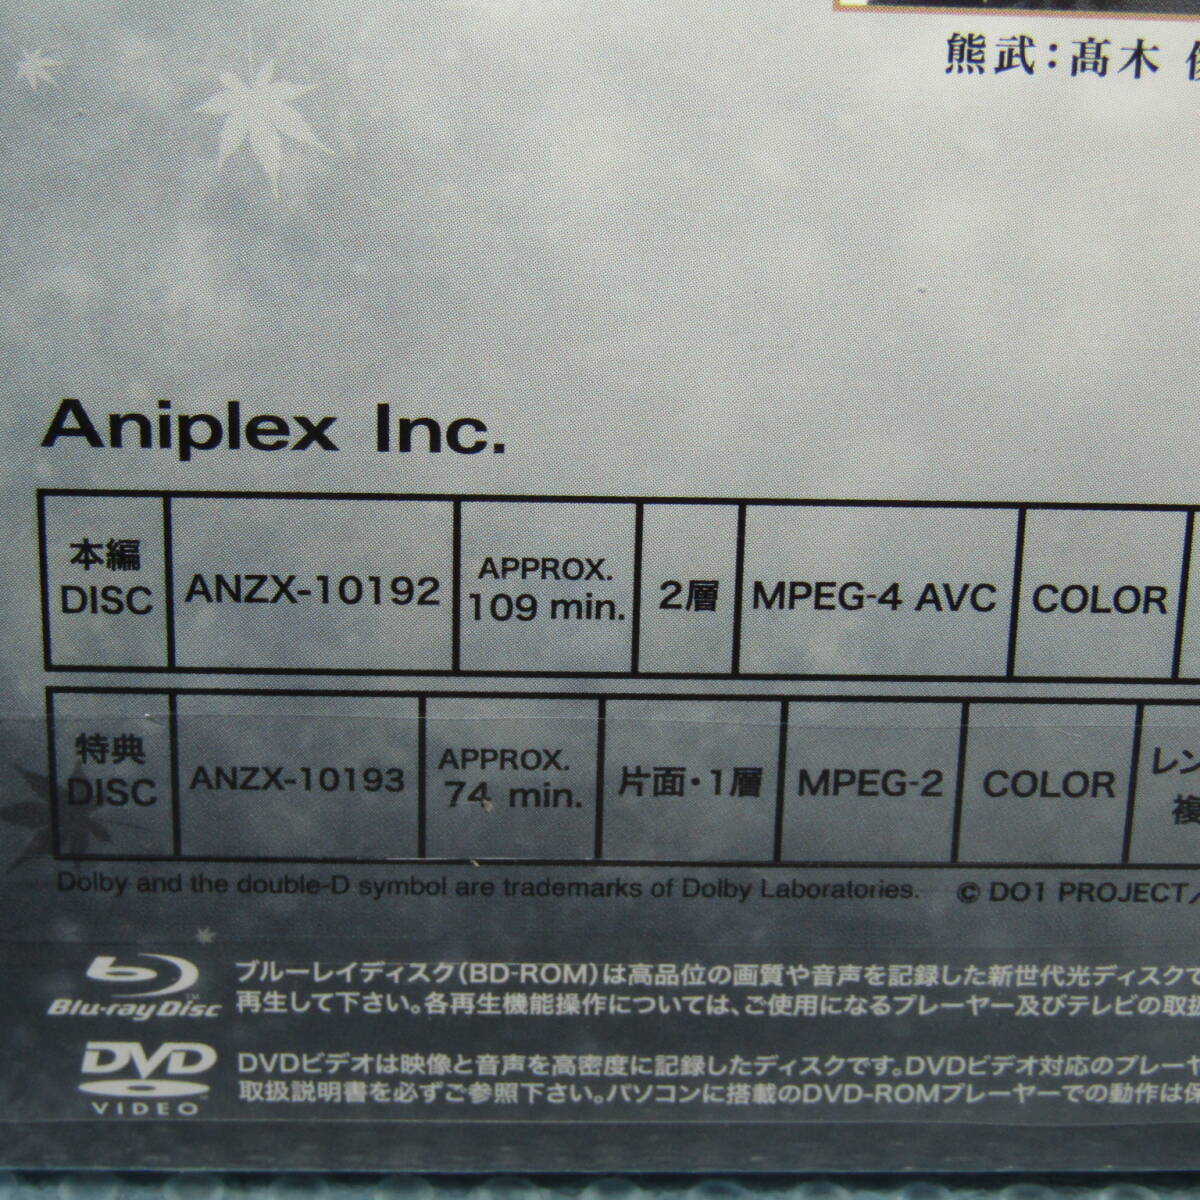 熊武:髙木
Aniplex Inc.
本編 DISC
ANZX-10192
APPROX. 109 min.
2層
MPEG-4 AVC
COLOR
特典 DISC
ANZX-10193
APPROX. 74 min.
片面・1層
MPEG-2
COLOR
レン
複
Dolby and the double-D symbol are trademarks of Dolby Laboratories. © DO1 PROJECT/
Blu-ray Disc
ブルーレイディスク(BD-ROM)は高品位の画質や音声を記録した新世代光ディスクで
再生して下さい。各再生機能操作については、ご使用になるプレーヤー及びテレビの取扱
DVD VIDEO
DVDビデオは映像と音声を高密度に記録したディスクです。DVDビデオ対応のプレーヤ
取扱説明書を必ずご参照下さい。パソコンに搭載のDVD-ROMプレーヤーでの動作は保